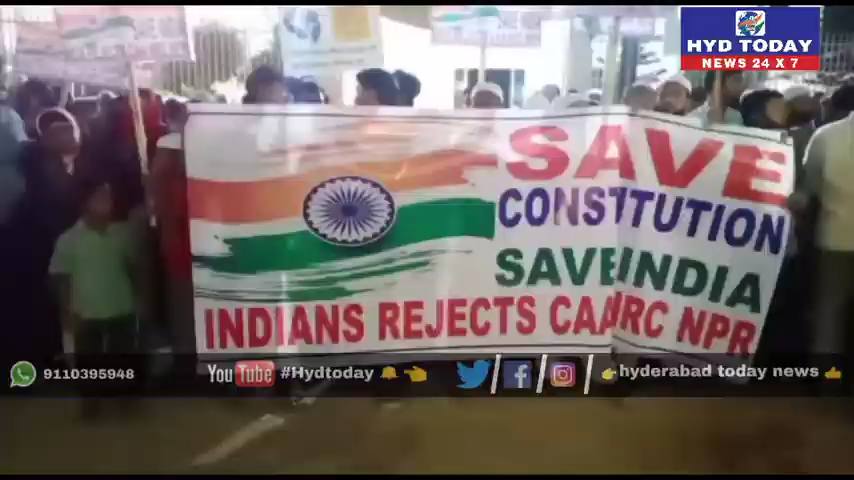 HYD TODAY
NEWS 24 X 7
SAVE
CONSTITUTION
SAVE INDIA
INDIANS REJECTS CAA NRC NPR
9110395948
YouTube #Hydtoday 🔔 👈
👉 hyderabad today news 👍